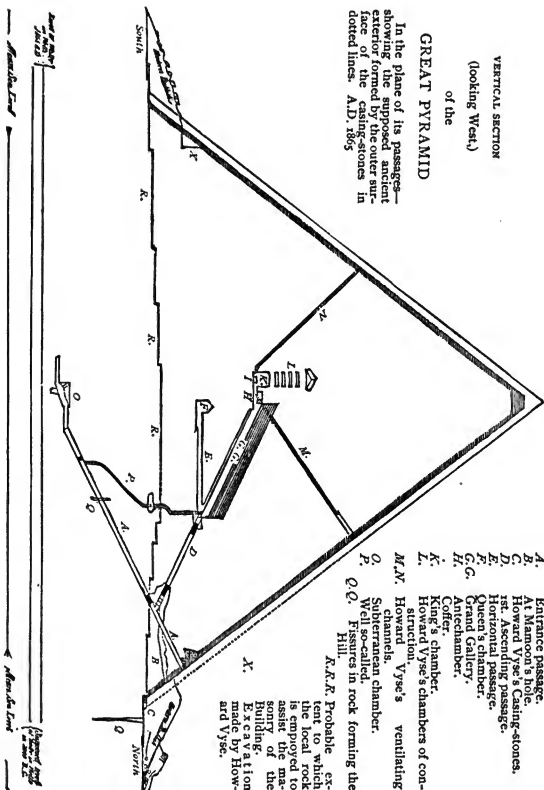 VERTICAL SECTION
(looking West,)
of the
GREAT PYRAMID
In the plane of its passages—
showing the supposed ancient
exterior formed by the outer sur-
face of the casing-stones in
dotted lines. A.D. 1865
A. Entrance passage.
B. At Mamoon's hole.
C. Howard Vyse's Casing-stones.
D. 1st. Ascending passage.
E. Horizontal passage.
F. Queen's chamber.
G.G. Grand Gallery.
H. Antechamber.
Coffer.
K. King's chamber.
L. Howard Vyse's chambers of con-
struction.
M.N. Howard Vyse's ventilating
channels.
O. Subterranean chamber.
P. Well so-called.
Q.Q. Fissures in rock forming the
Hill.
R.R.R. Probable ex-
tent to which
the local rock
is employed to
assist the ma-
sonry of the
Building.
X. Excavation
made by How-
ard Vyse.
South
X
R.
R.
R.
R.
N.
L
K
I
H
G.G.
M.
F
E.
D
P.
O
Q
A.
A
B
C
Q
North